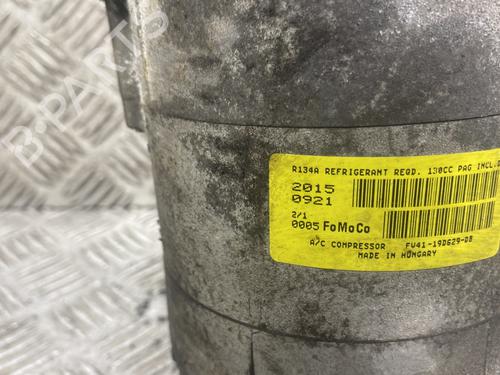 R134A REFRIGERANT REQD. 130CC PAG INCL.
2015
0921
2/1
0005 FoMoCo
A/C COMPRESSOR FV41-19D629-DB
MADE IN HUNGARY